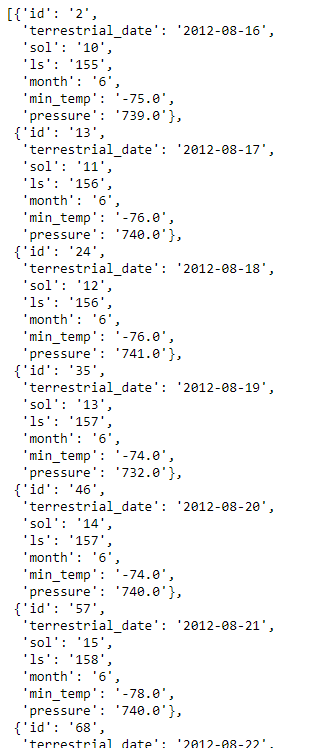 [{'id': '2',
'terrestrial_date': '2012-08-16',
'sol': '10',
'ls': '155',
'month': '6',
'min_temp': '-75.0',
'pressure': '739.0'},
{'id': '13',
'terrestrial_date': '2012-08-17',
'sol': '11',
'ls': '156',
'month': '6',
'min_temp': '-76.0',
'pressure': '740.0'},
{'id': '24',
'terrestrial_date': '2012-08-18',
'sol': '12',
'ls': '156',
'month': '6',
'min_temp': '-76.0',
'pressure': '741.0'},
{'id': '35',
'terrestrial_date': '2012-08-19',
'sol': '13',
'ls': '157',
'month': '6',
'min_temp': '-74.0',
'pressure': '732.0'},
{'id': '46',
'terrestrial_date': '2012-08-20',
'sol': '14',
'ls': '157',
'month': '6',
'min_temp': '-74.0',
'pressure': '740.0'},
{'id': '57',
'terrestrial_date': '2012-08-21',
'sol': '15',
'ls': '158',
'month': '6',
'min_temp': '-78.0',
'pressure': '740.0'},
{'id': '68',
'terrestrial_date': '2012-08-22',